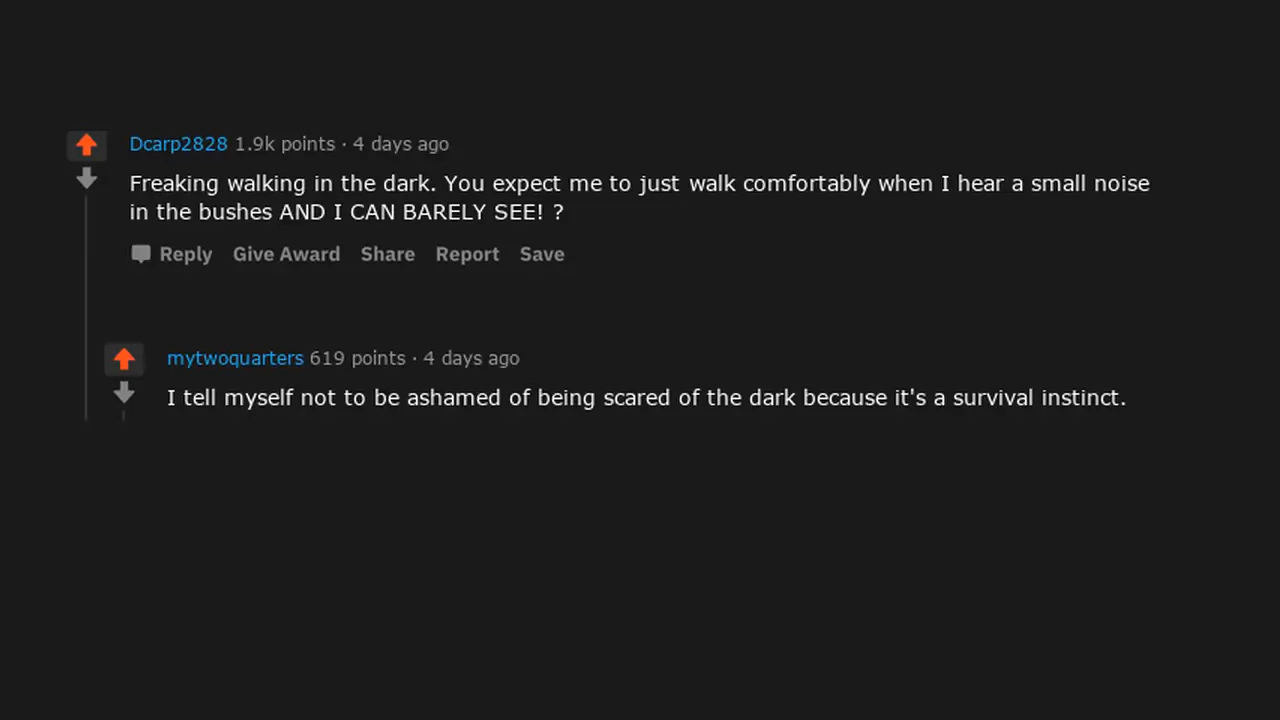 Dcarp2828 1.9k points · 4 days ago
Freaking walking in the dark. You expect me to just walk comfortably when I hear a small noise
in the bushes AND I CAN BARELY SEE! ?
Reply Give Award Share Report Save
mytwoquarters 619 points · 4 days ago
I tell myself not to be ashamed of being scared of the dark because it's a survival instinct.